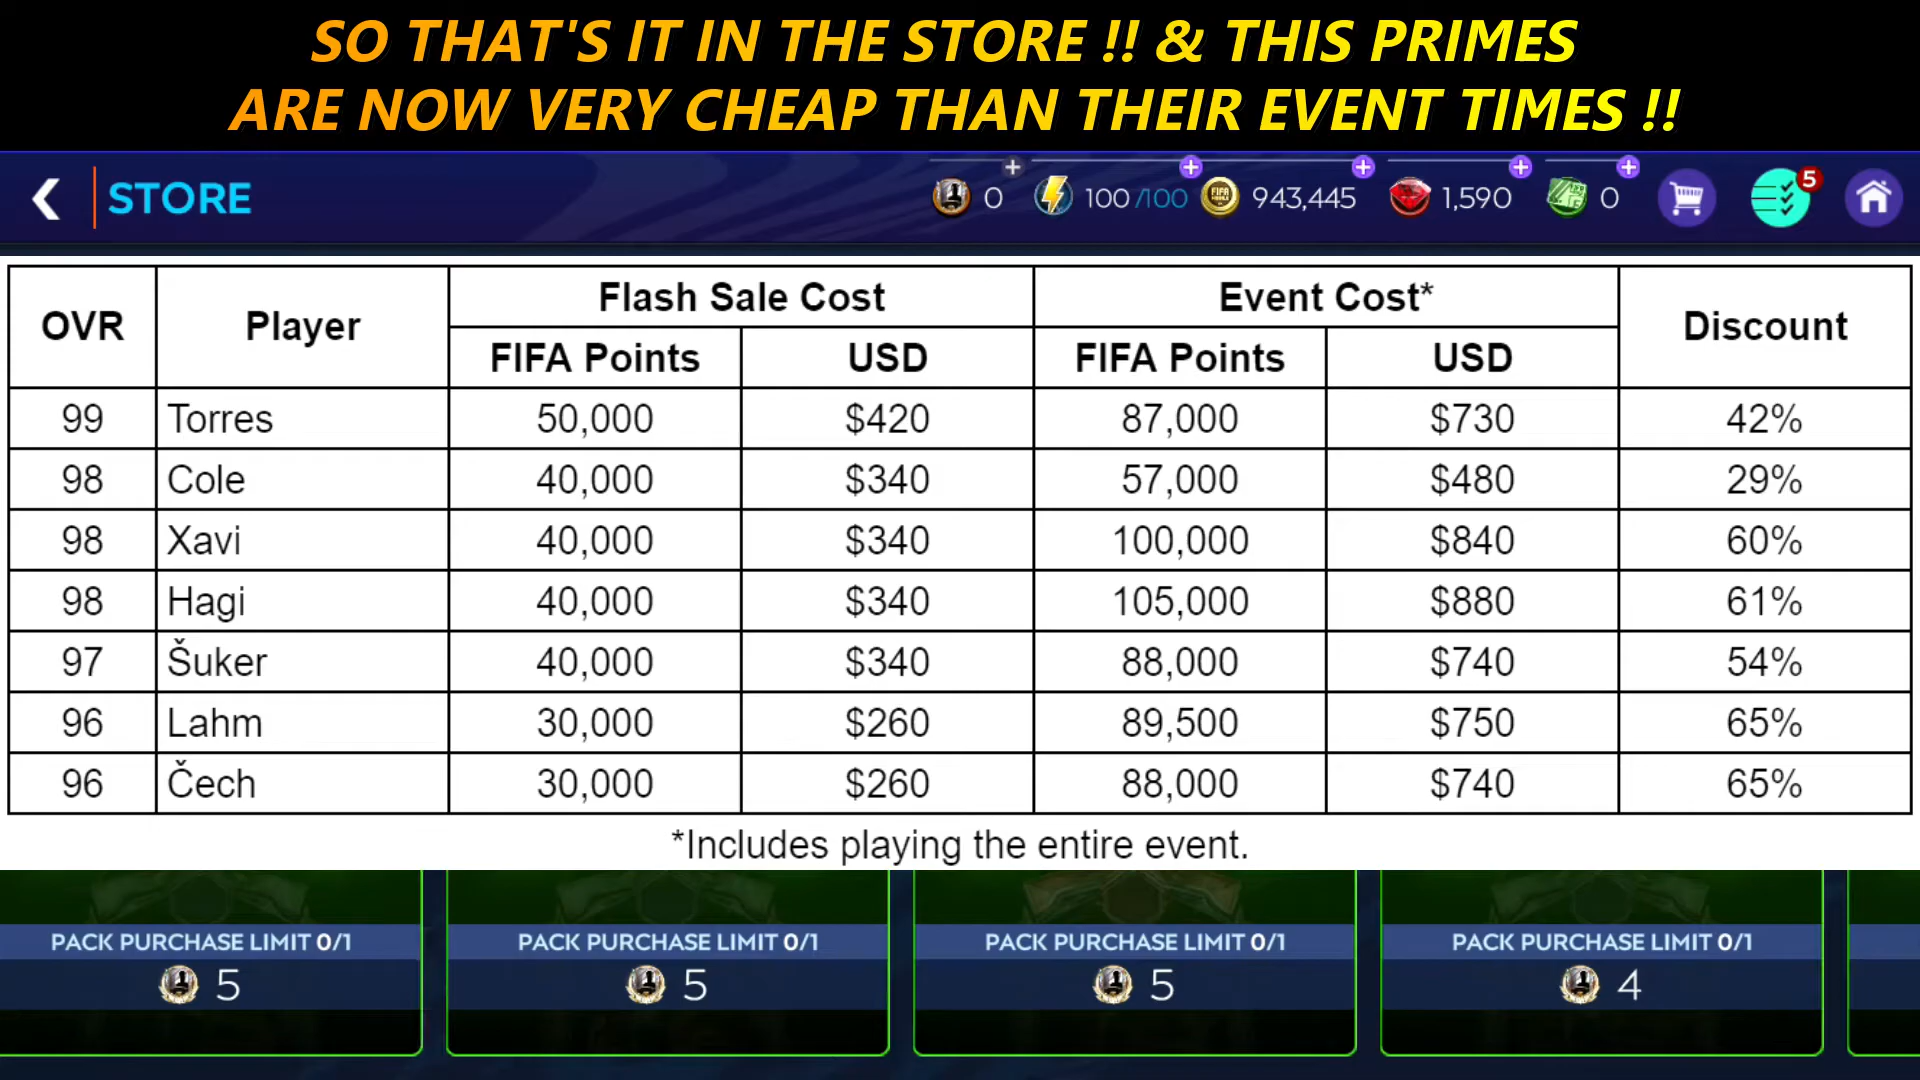 SO THAT'S IT IN THE STORE !! & THIS PRIMES
ARE NOW VERY CHEAP THAN THEIR EVENT TIMES !!
STORE 0 100/100 943,445 1,590 0 5
OVR Player Flash Sale Cost Event Cost* Discount
FIFA Points USD FIFA Points USD
99 Torres 50,000 $420 87,000 $730 42%
98 Cole 40,000 $340 57,000 $480 29%
98 Xavi 40,000 $340 100,000 $840 60%
98 Hagi 40,000 $340 105,000 $880 61%
97 Šuker 40,000 $340 88,000 $740 54%
96 Lahm 30,000 $260 89,500 $750 65%
96 Čech 30,000 $260 88,000 $740 65%
*Includes playing the entire event.
PACK PURCHASE LIMIT 0/1 PACK PURCHASE LIMIT 0/1 PACK PURCHASE LIMIT 0/1 PACK PURCHASE LIMIT 0/1
5 5 5 4